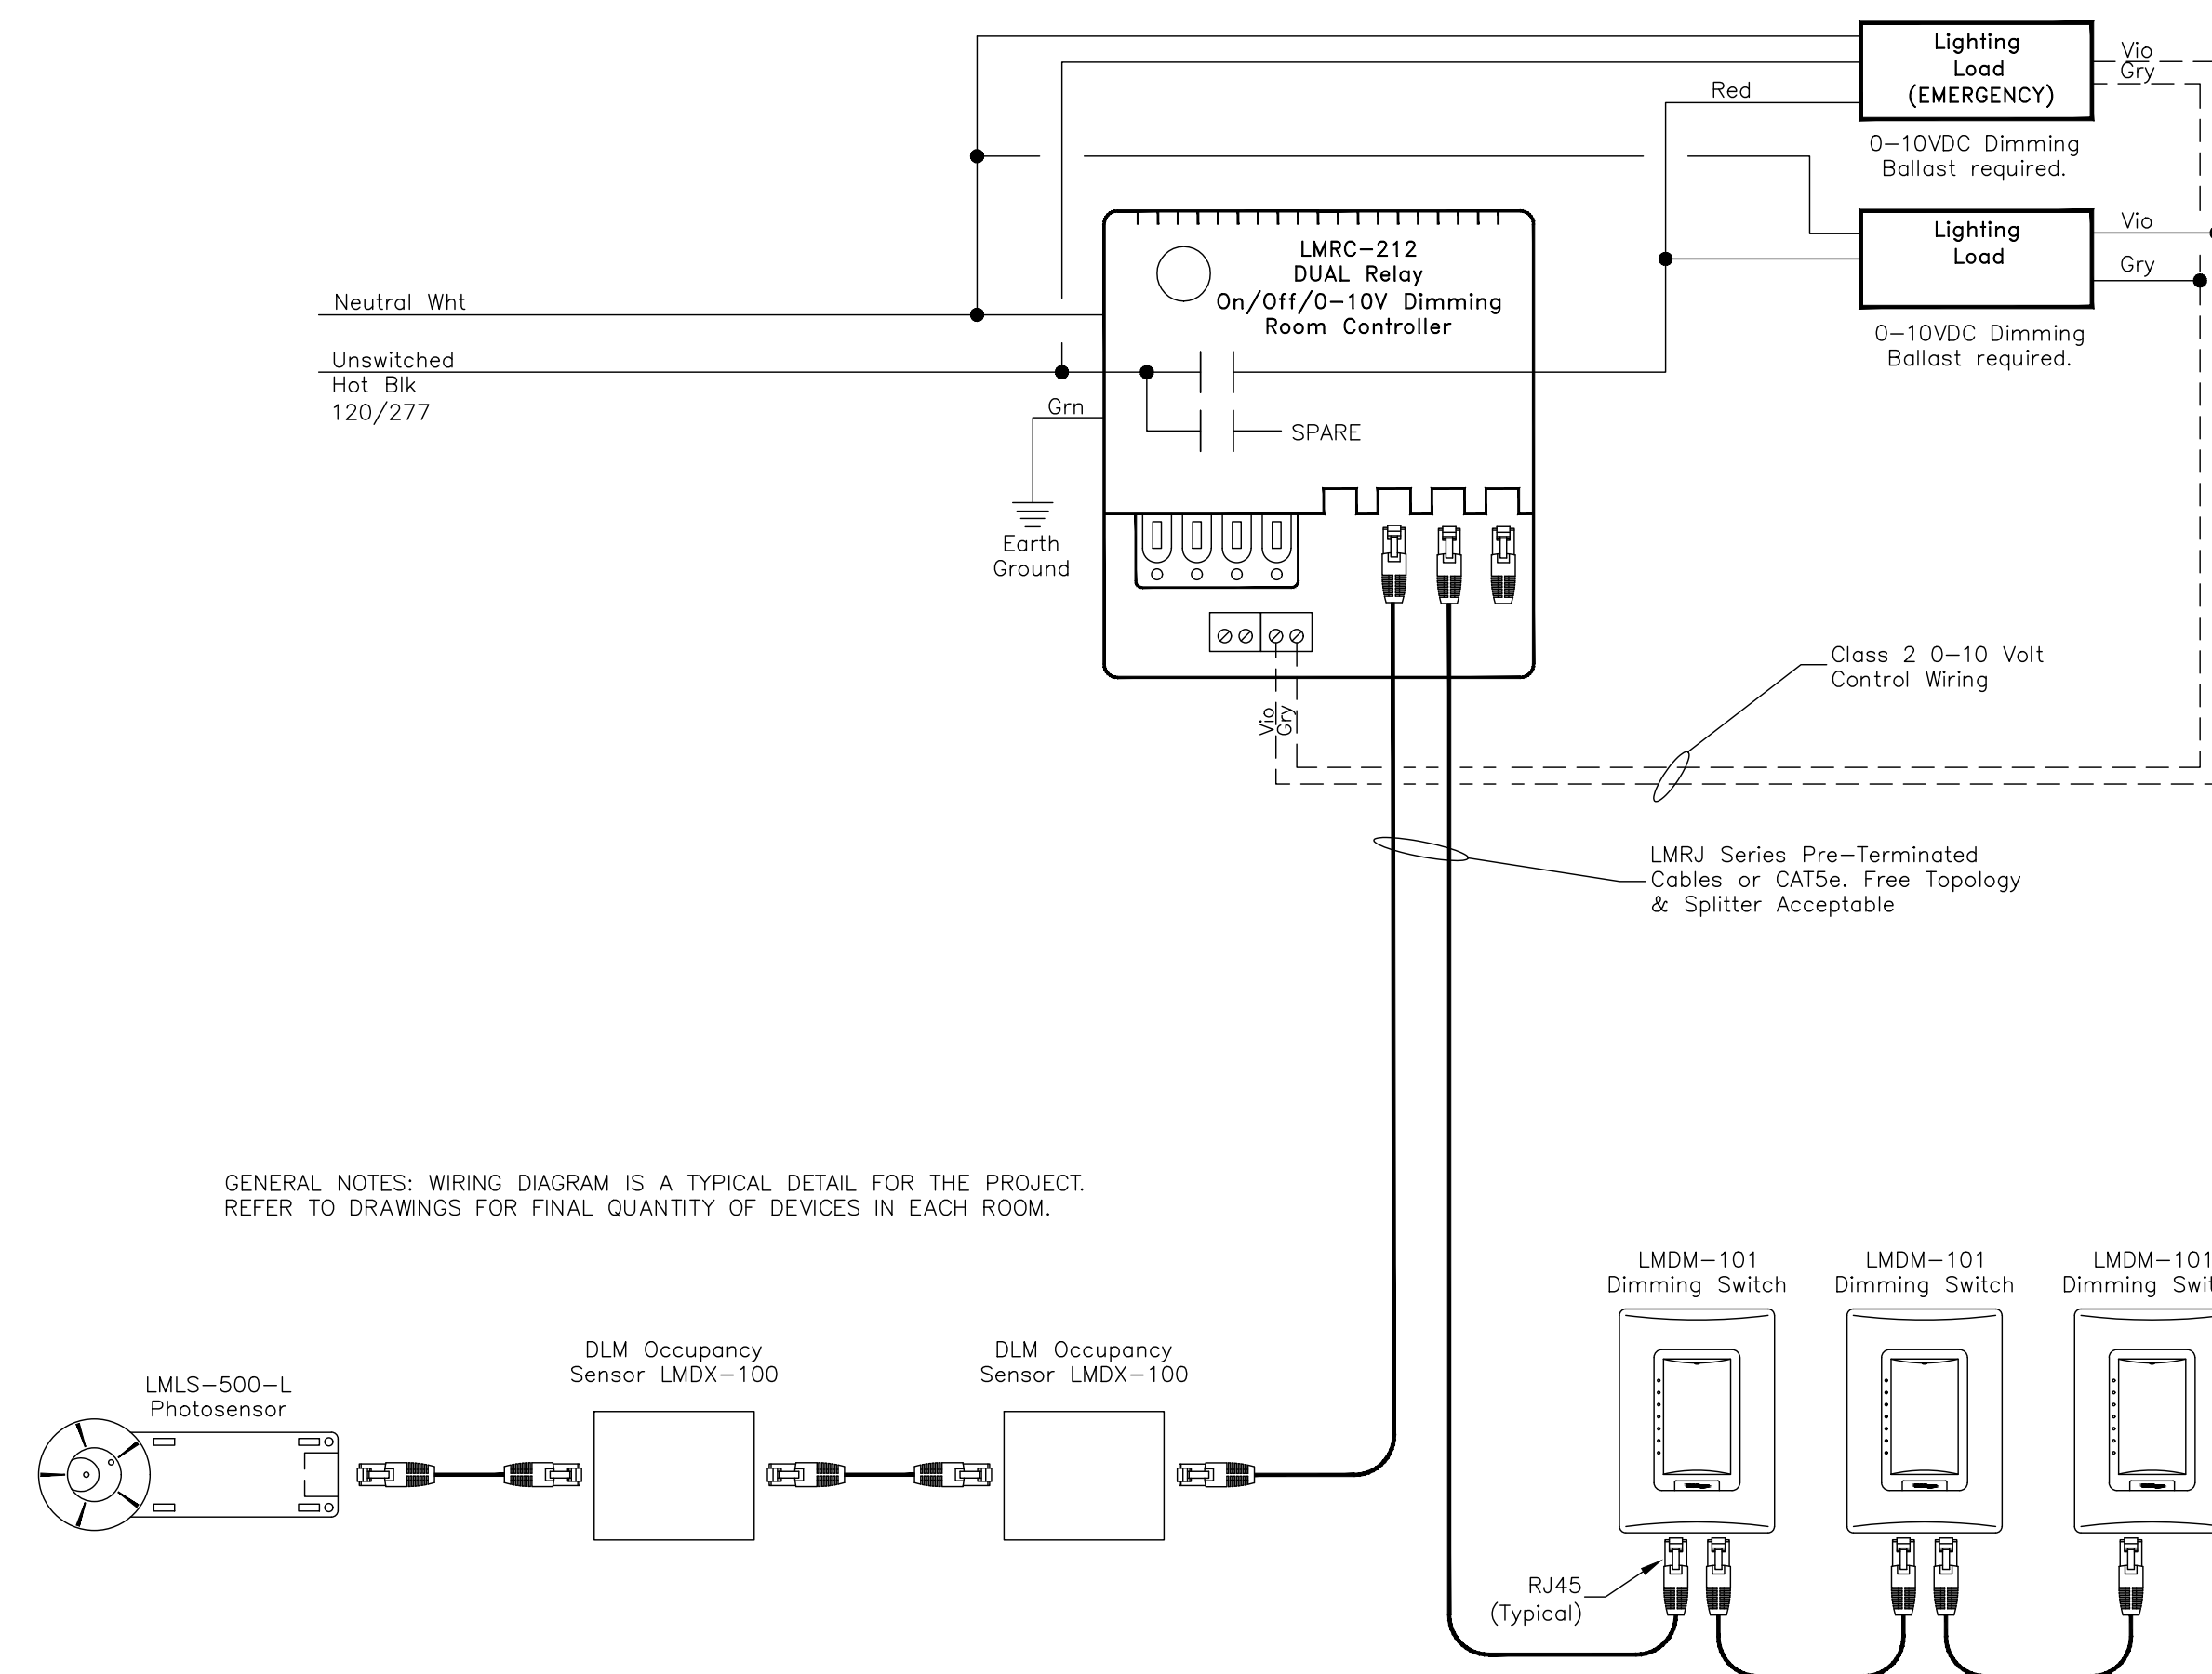 Lighting
Load
(EMERGENCY)
Vio
Gry
Red
0-10VDC Dimming
Ballast required.
Lighting
Load
Vio
Gry
0-10VDC Dimming
Ballast required.
LMRC-212
DUAL Relay
On/Off/0-10V Dimming
Room Controller
Neutral Wht
Unswitched
Hot Blk
120/277
Grn
SPARE
Earth
Ground
Vio
Gry
Class 2 0-10 Volt
Control Wiring
LMRJ Series Pre-Terminated
Cables or CAT5e. Free Topology
& Splitter Acceptable
GENERAL NOTES: WIRING DIAGRAM IS A TYPICAL DETAIL FOR THE PROJECT.
REFER TO DRAWINGS FOR FINAL QUANTITY OF DEVICES IN EACH ROOM.
LMDM-101
Dimming Switch
LMDM-101
Dimming Switch
LMDM-101
Dimming Swit
DLM Occupancy
Sensor LMDX-100
DLM Occupancy
Sensor LMDX-100
LMLS-500-L
Photosensor
RJ45
(Typical)